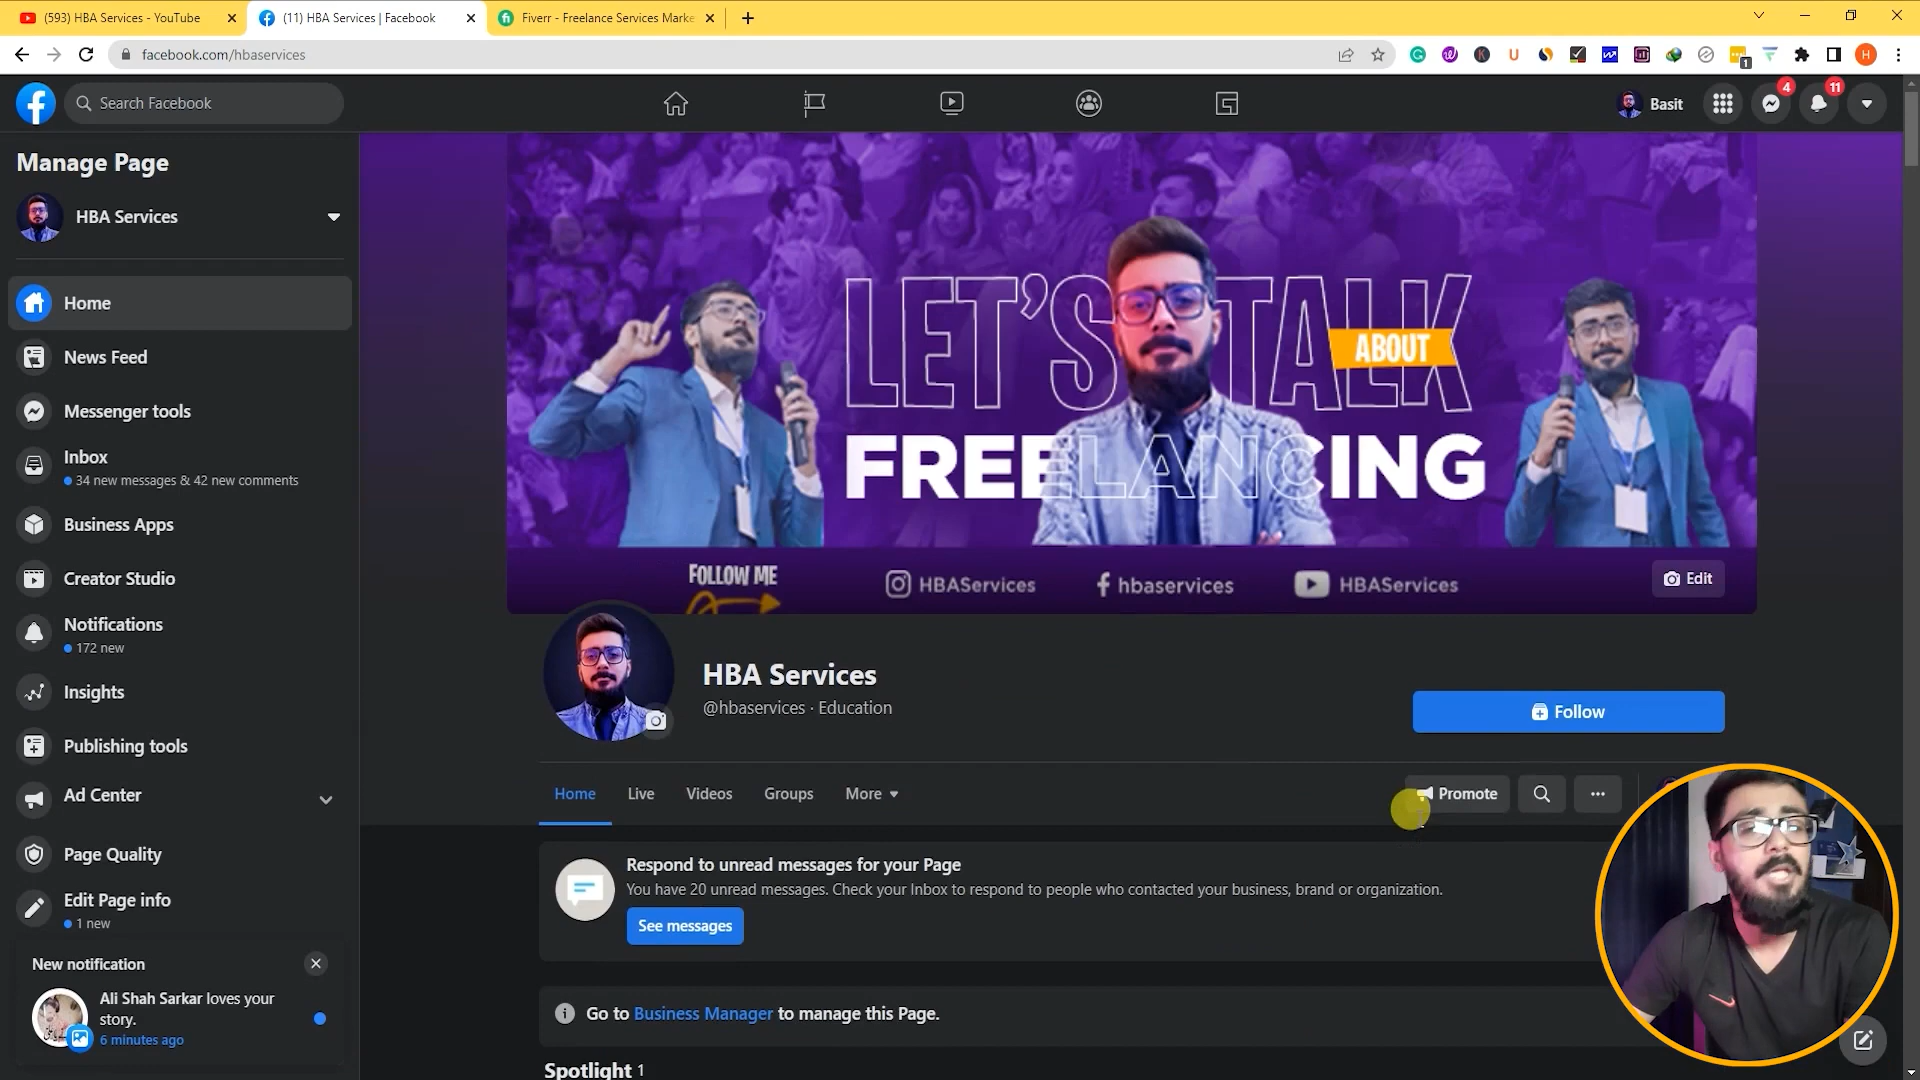 (593) HBA Services - YouTube
(11) HBA Services | Facebook
Fiverr - Freelance Services Marke
facebook.com/hbaservices
1
Search Facebook
Basit
4
11
Manage Page
HBA Services
Home
News Feed
Messenger tools
Inbox
34 new messages & 42 new comments
Business Apps
Creator Studio
Notifications
172 new
Insights
Publishing tools
Ad Center
Page Quality
Edit Page info
1 new
New notification
Ali Shah Sarkar loves your
story.
6 minutes ago
LET'S TALK
ABOUT
FREELANCING
FOLLOW ME
HBAServices
hbaservices
HBAServices
Edit
HBA Services
@hbaservices · Education
Follow
Home
Live
Videos
Groups
More
Promote
Respond to unread messages for your Page
You have 20 unread messages. Check your Inbox to respond to people who contacted your business, brand or organization.
See messages
Go to Business Manager to manage this Page.
Spotlight 1